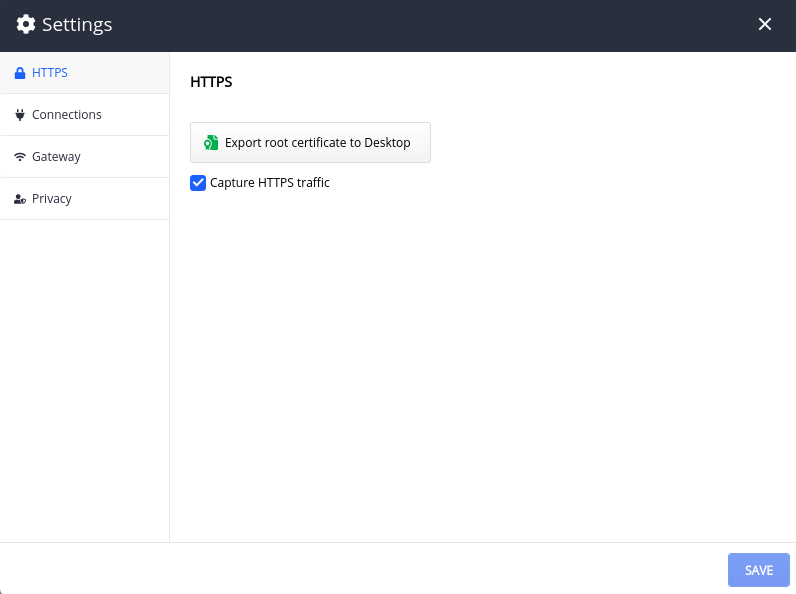 Settings
HTTPS
Connections
Gateway
Privacy
HTTPS
Export root certificate to Desktop
Capture HTTPS traffic
SAVE